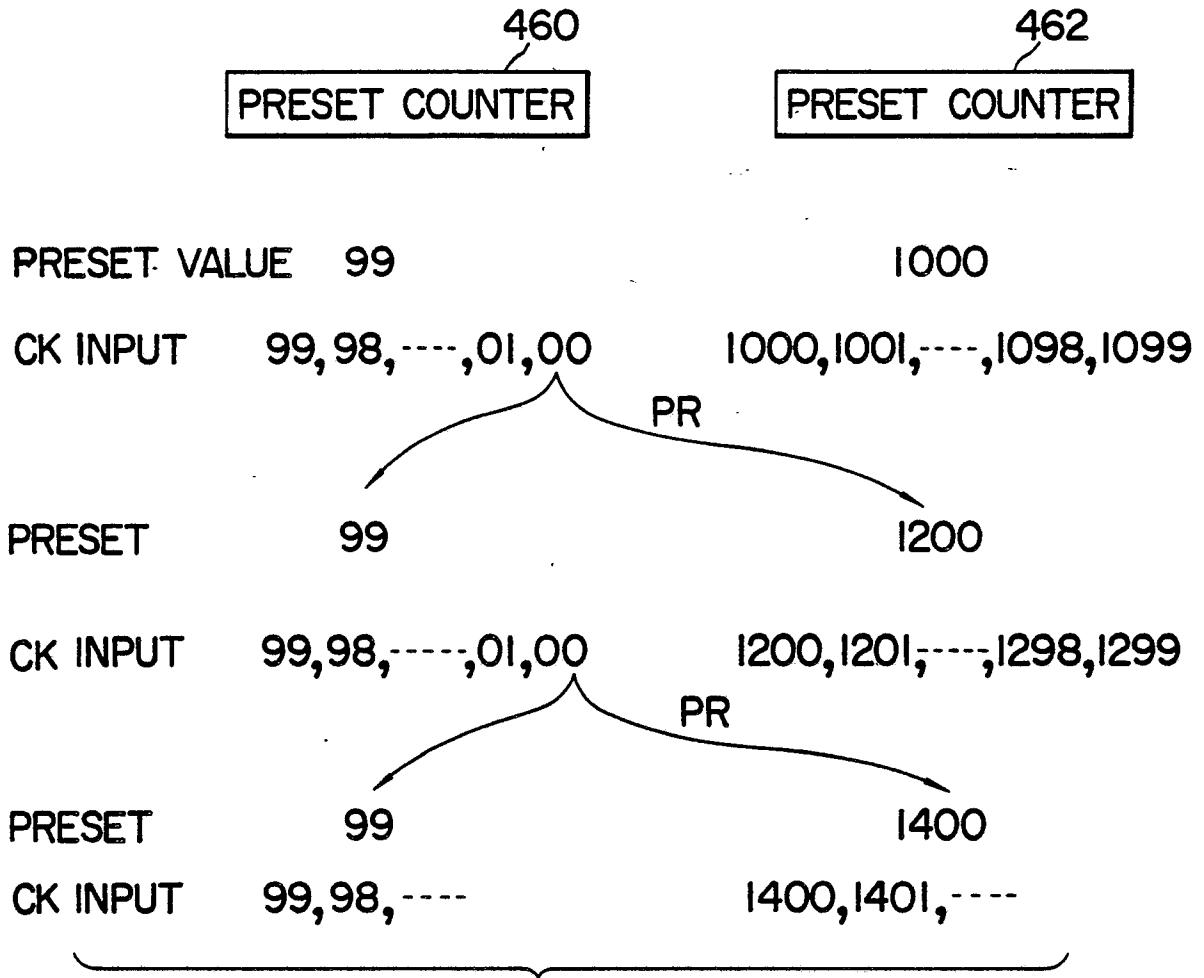 460 462
PRESET COUNTER PRESET COUNTER
PRESET VALUE 99 1000
CK INPUT 99,98,----,01,00 1000,1001,----,1098,1099
PR
PRESET 99 1200
CK INPUT 99,98,-----,01,00 1200,1201,----,1298,1299
PR
PRESET 99 1400
CK INPUT 99,98,---- 1400,1401,----